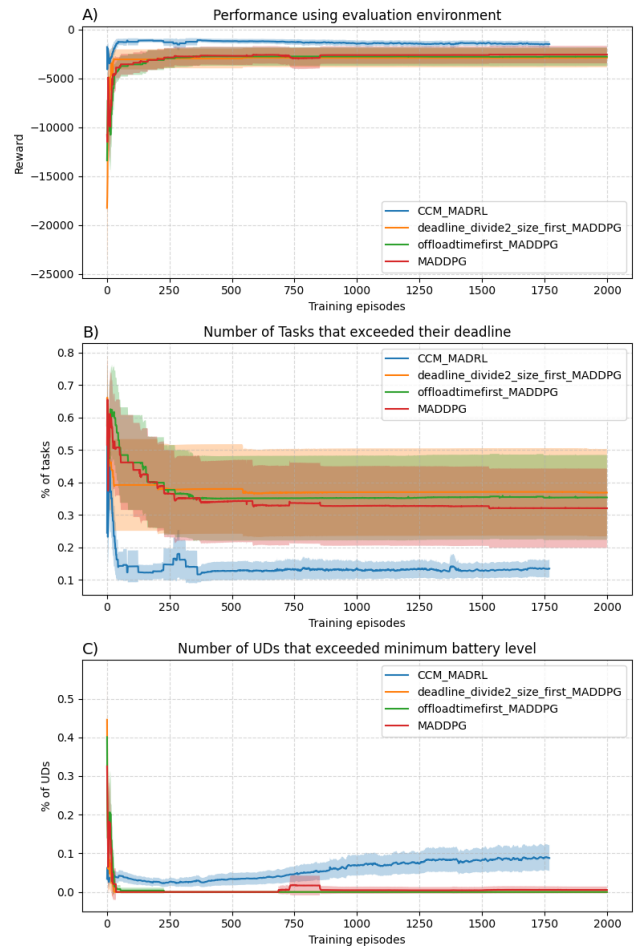 A)
Performance using evaluation environment
0
−5000
−10000
−15000
−20000
−25000
Reward
CCM_MADRL
deadline_divide2_size_first_MADDPG
offloadtimefirst_MADDPG
MADDPG
0 250 500 750 1000 1250 1500 1750 2000
Training episodes
B)
Number of Tasks that exceeded their deadline
0.8
0.7
0.6
0.5
0.4
0.3
0.2
0.1
% of tasks
CCM_MADRL
deadline_divide2_size_first_MADDPG
offloadtimefirst_MADDPG
MADDPG
0 250 500 750 1000 1250 1500 1750 2000
Training episodes
C)
Number of UDs that exceeded minimum battery level
0.5
0.4
0.3
0.2
0.1
0.0
% of UDs
CCM_MADRL
deadline_divide2_size_first_MADDPG
offloadtimefirst_MADDPG
MADDPG
0 250 500 750 1000 1250 1500 1750 2000
Training episodes